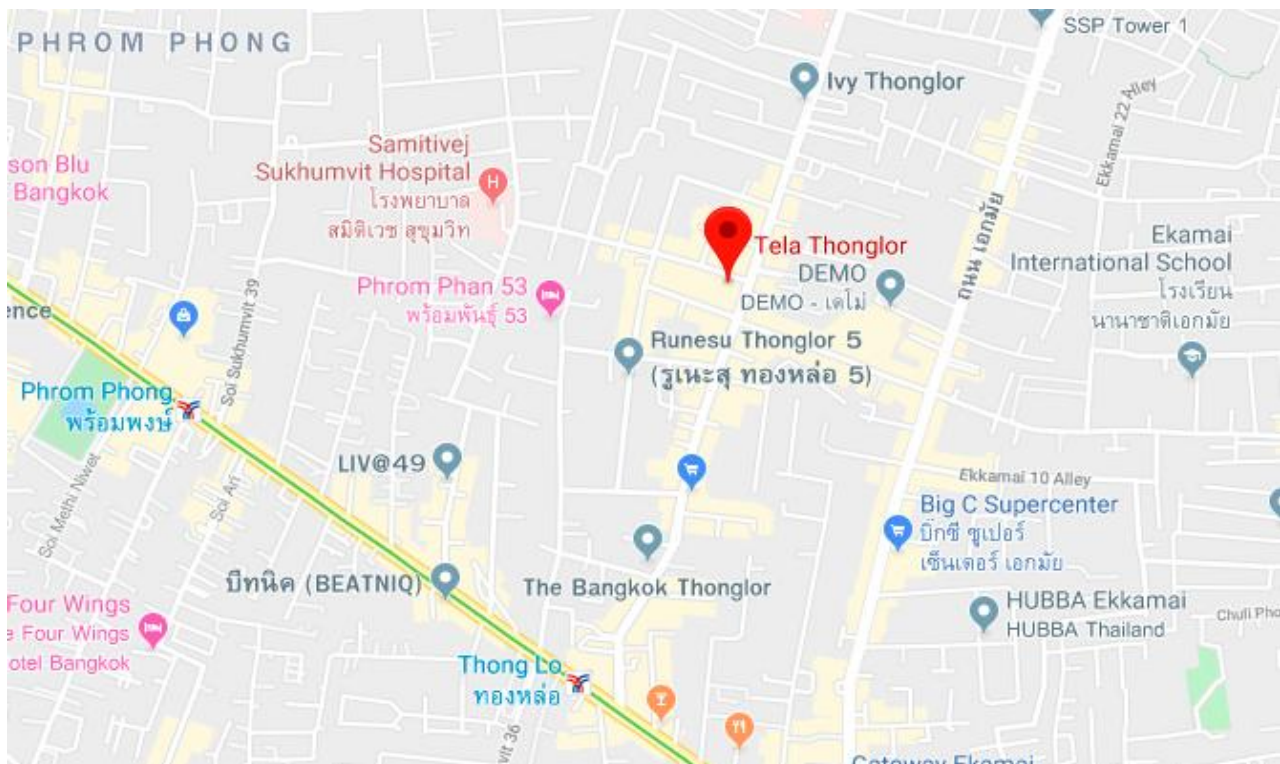 PHROM PHONG
SSP Tower 1
Ivy Thonglor
Ekkamai 22 Alley
Samitivej
Sukhumvit Hospital
โรงพยาบาล
สมิติเวช สุขุมวิท
son Blu
Bangkok
Tela Thonglor
DEMO
DEMO - เดโม่
ถนน เอกมัย
Ekamai
International School
โรงเรียน
นานาชาติเอกมัย
Phrom Phan 53
พร้อมพันธุ์ 53
ence
Soi Sukhumvit 39
Runesu Thonglor 5
(รูเนะสุ ทองหล่อ 5)
Phrom Phong
พร้อมพงษ์
Soi Methi Niwet
Soi Ari
LIV@49
Ekkamai 10 Alley
Big C Supercenter
บิ๊กซี ซูเปอร์
เซ็นเตอร์ เอกมัย
บีทนิค (BEATNIQ)
The Bangkok Thonglor
HUBBA Ekkamai
HUBBA Thailand
Chuli Pho
Four Wings
e Four Wings
otel Bangkok
Thong Lo
ทองหล่อ
vit 36
Gateway Ekamai